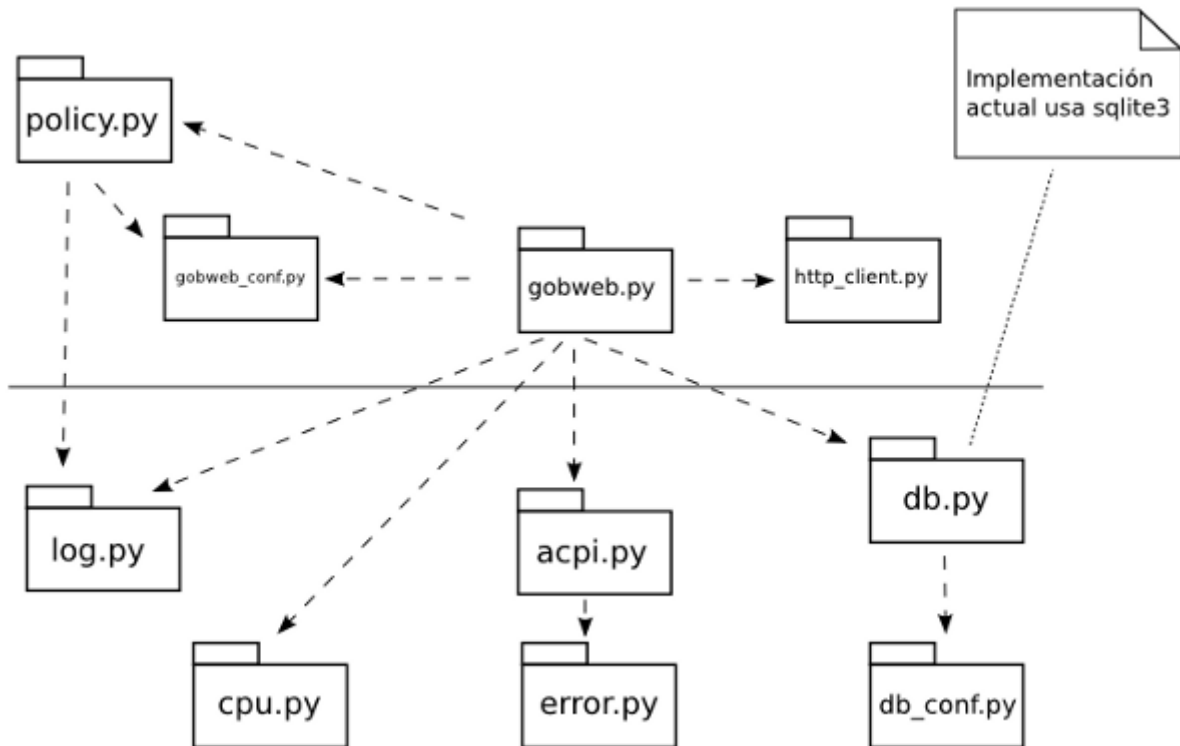 Implementación
actual usa sqlite3
policy.py
gobweb_conf.py
gobweb.py
http_client.py
log.py
acpi.py
db.py
cpu.py
error.py
db_conf.py